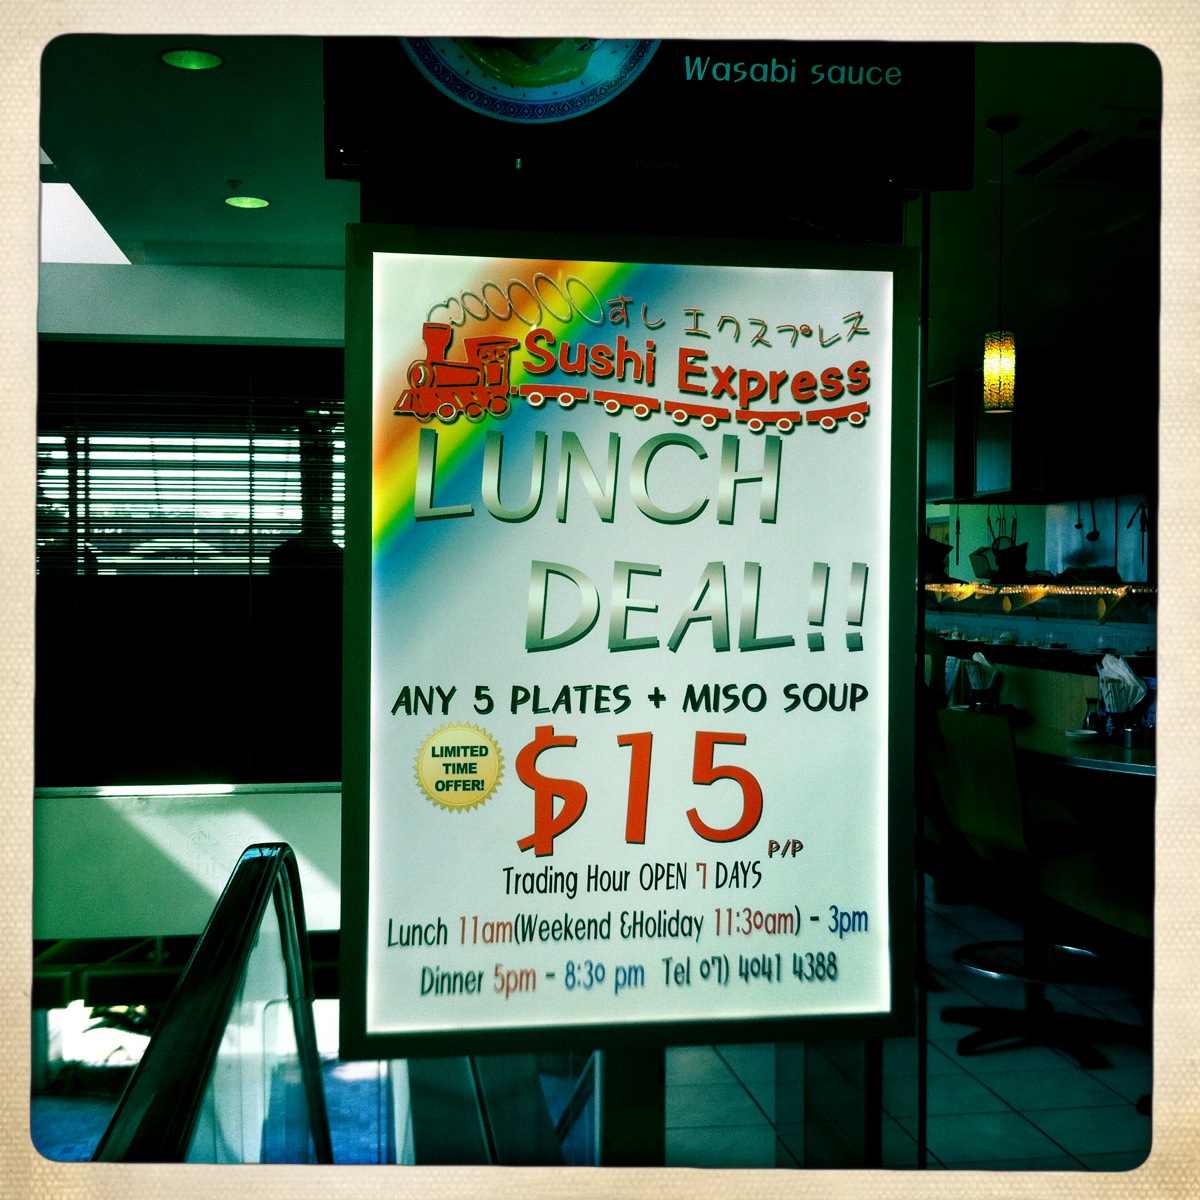 Wasabi sauce
すし エクスプレス
Sushi Express
LUNCH
DEAL!!
ANY 5 PLATES + MISO SOUP
LIMITED
TIME
OFFER!
$15
P/P
Trading Hour OPEN 7 DAYS
Lunch 11am(Weekend &Holiday 11:30am) - 3pm
Dinner 5pm - 8:30 pm Tel 07) 4041 4388